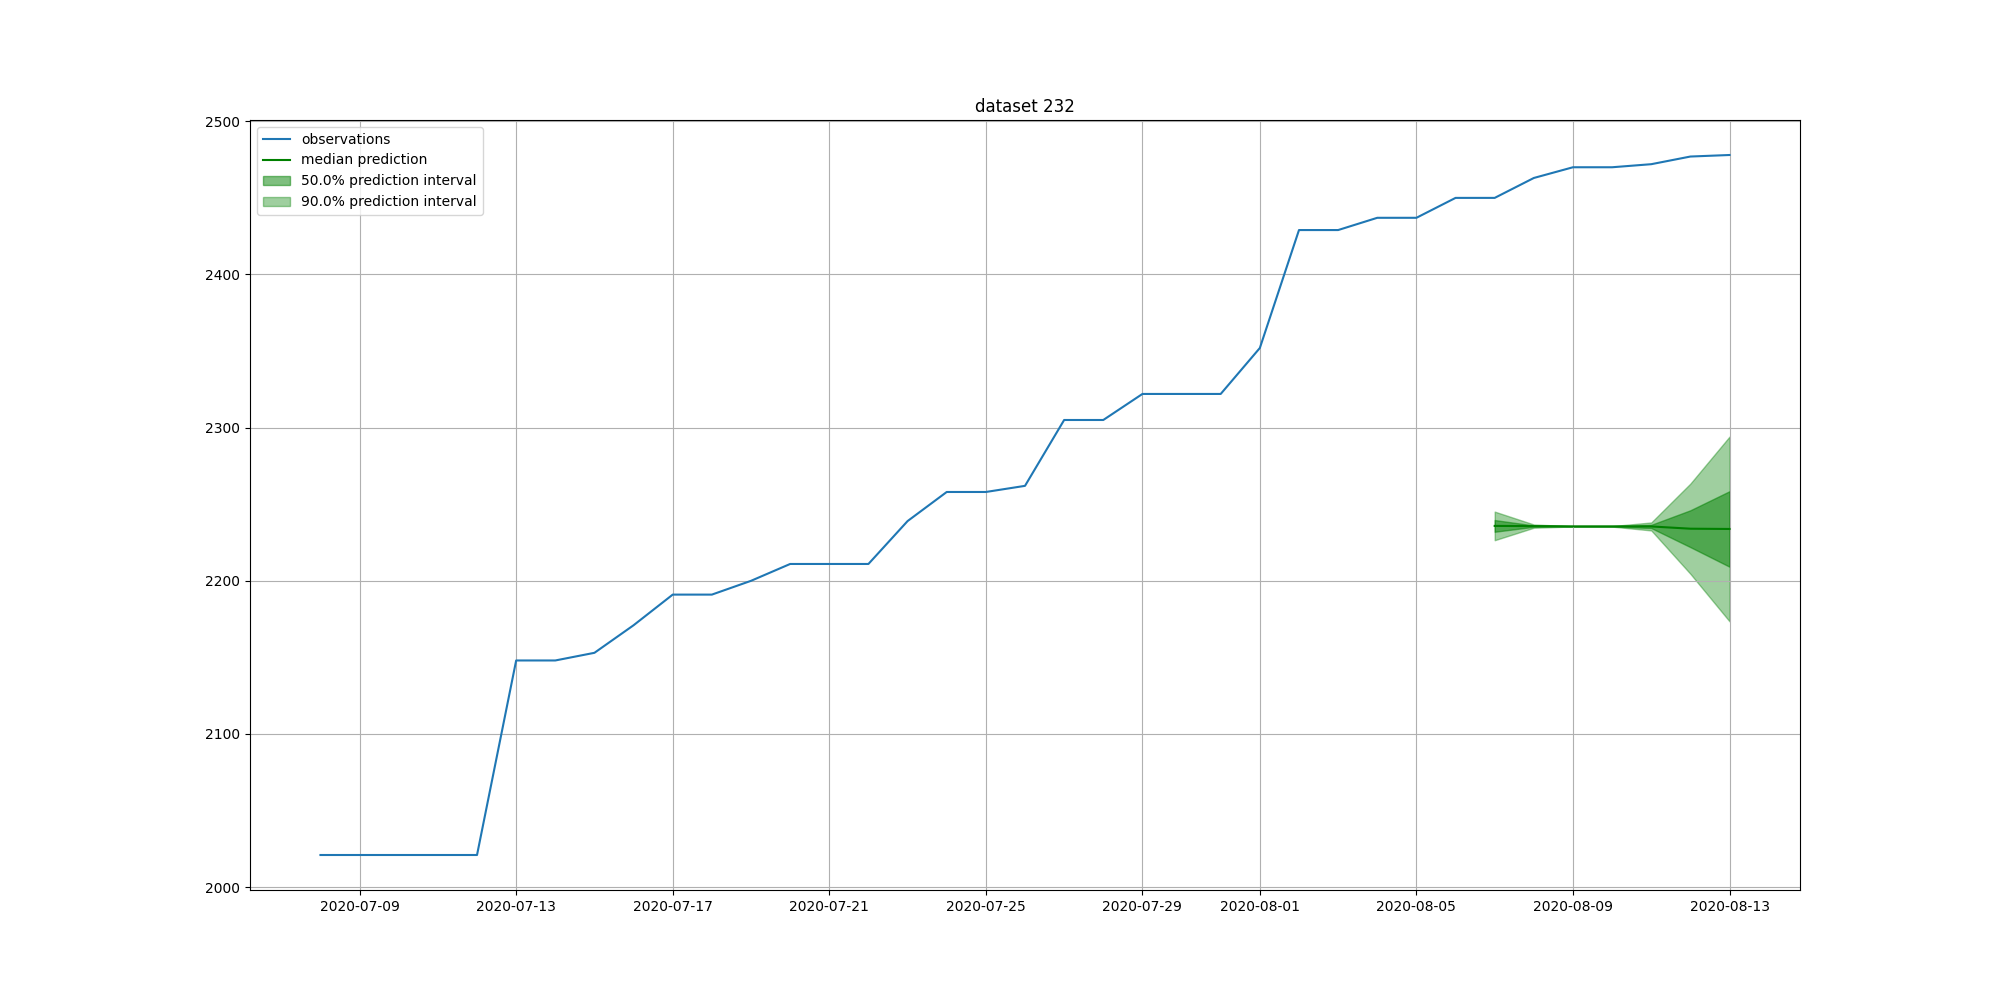 dataset 232
observations
median prediction
50.0% prediction interval
90.0% prediction interval
2500
2400
2300
2200
2100
2000
2020-07-09 2020-07-13 2020-07-17 2020-07-21 2020-07-25 2020-07-29 2020-08-01 2020-08-05 2020-08-09 2020-08-13